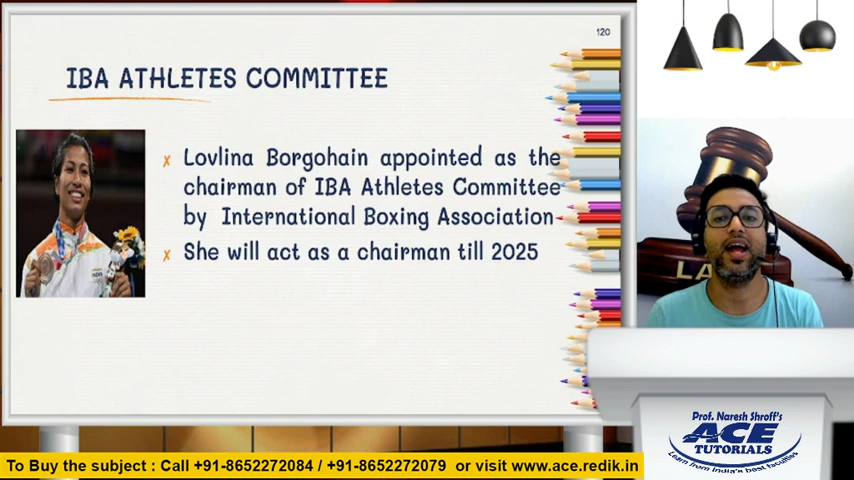 120
IBA ATHLETES COMMITTEE
Lovlina Borgohain appointed as the
chairman of IBA Athletes Committee
by International Boxing Association
She will act as a chairman till 2025
LA
Prof. Naresh Shroff's
ACE
TUTORIALS
Learn from India's best faculties
To Buy the subject : Call +91-8652272084 / +91-8652272079 or visit www.ace.redik.in